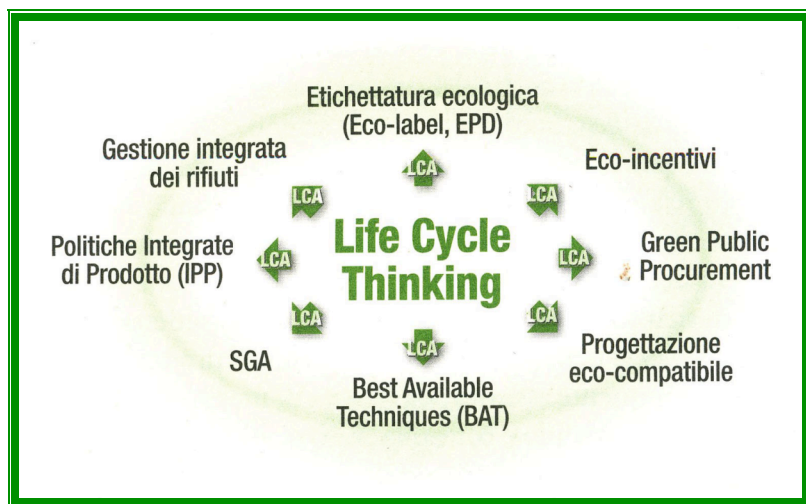 Etichettatura ecologica
(Eco-label, EPD)
Gestione integrata
dei rifiuti
Eco-incentivi
LCA
LCA
LCA
Politiche Integrate
di Prodotto (IPP)
LCA
Life Cycle
Thinking
LCA
Green Public
Procurement
LCA
LCA
LCA
SGA
Best Available
Techniques (BAT)
Progettazione
eco-compatibile